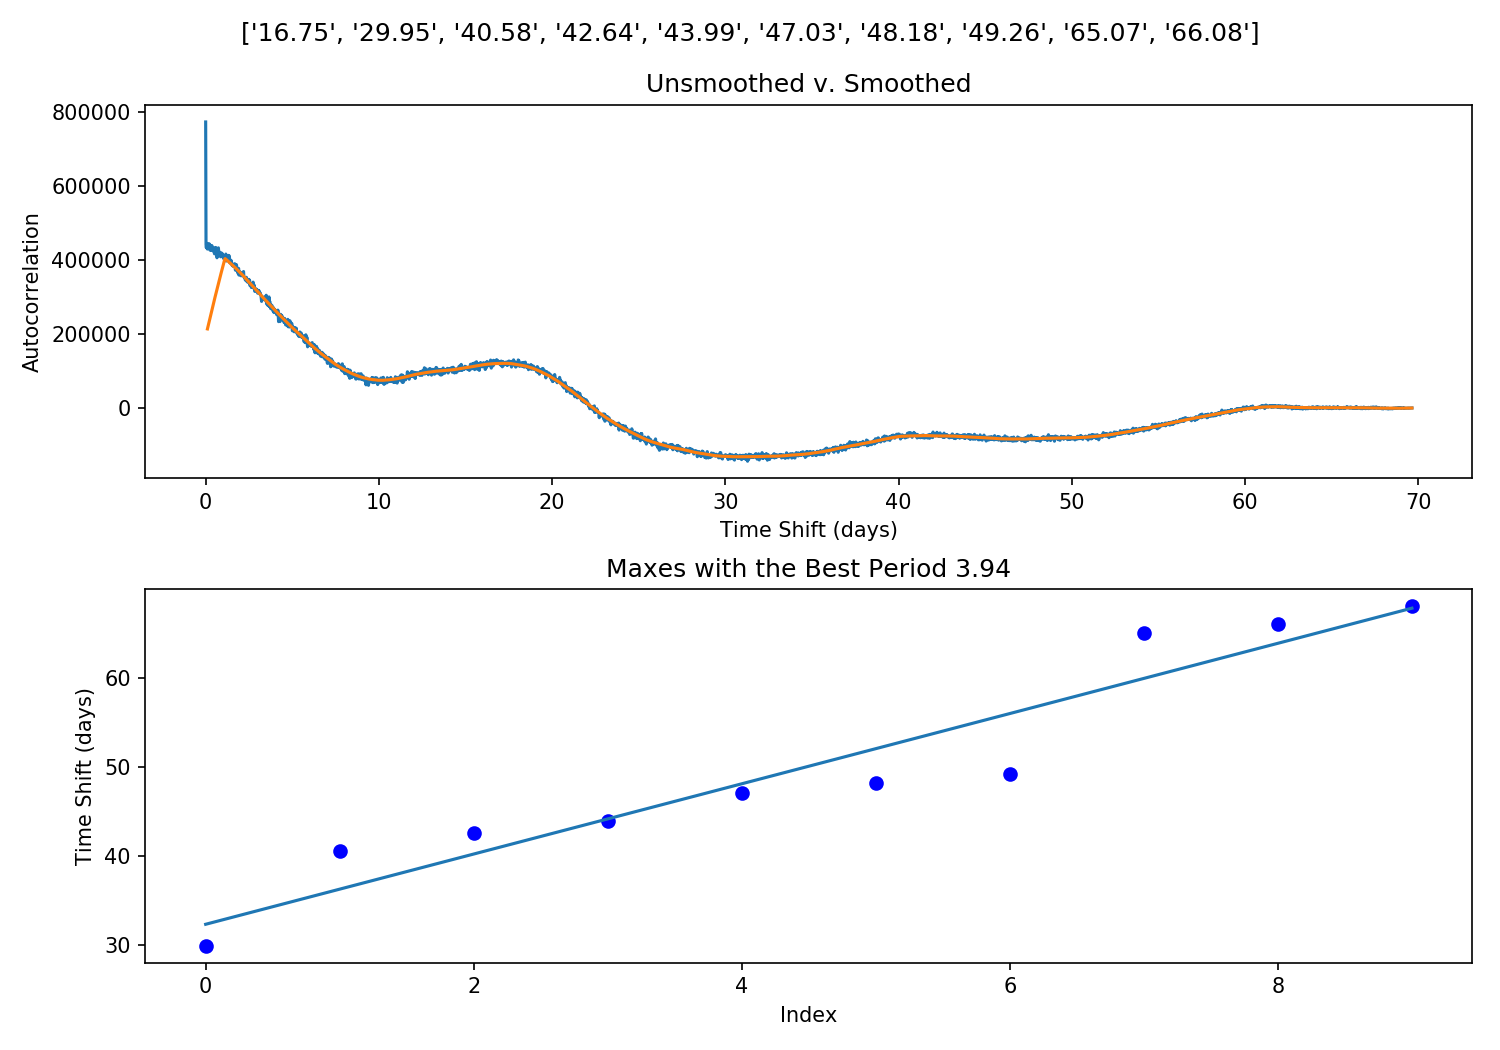 ['16.75', '29.95', '40.58', '42.64', '43.99', '47.03', '48.18', '49.26', '65.07', '66.08']
Unsmoothed v. Smoothed
800000
600000
400000
200000
0
Autocorrelation
0 10 20 30 40 50 60 70
Time Shift (days)
Maxes with the Best Period 3.94
60
50
40
30
Time Shift (days)
0 2 4 6 8
Index